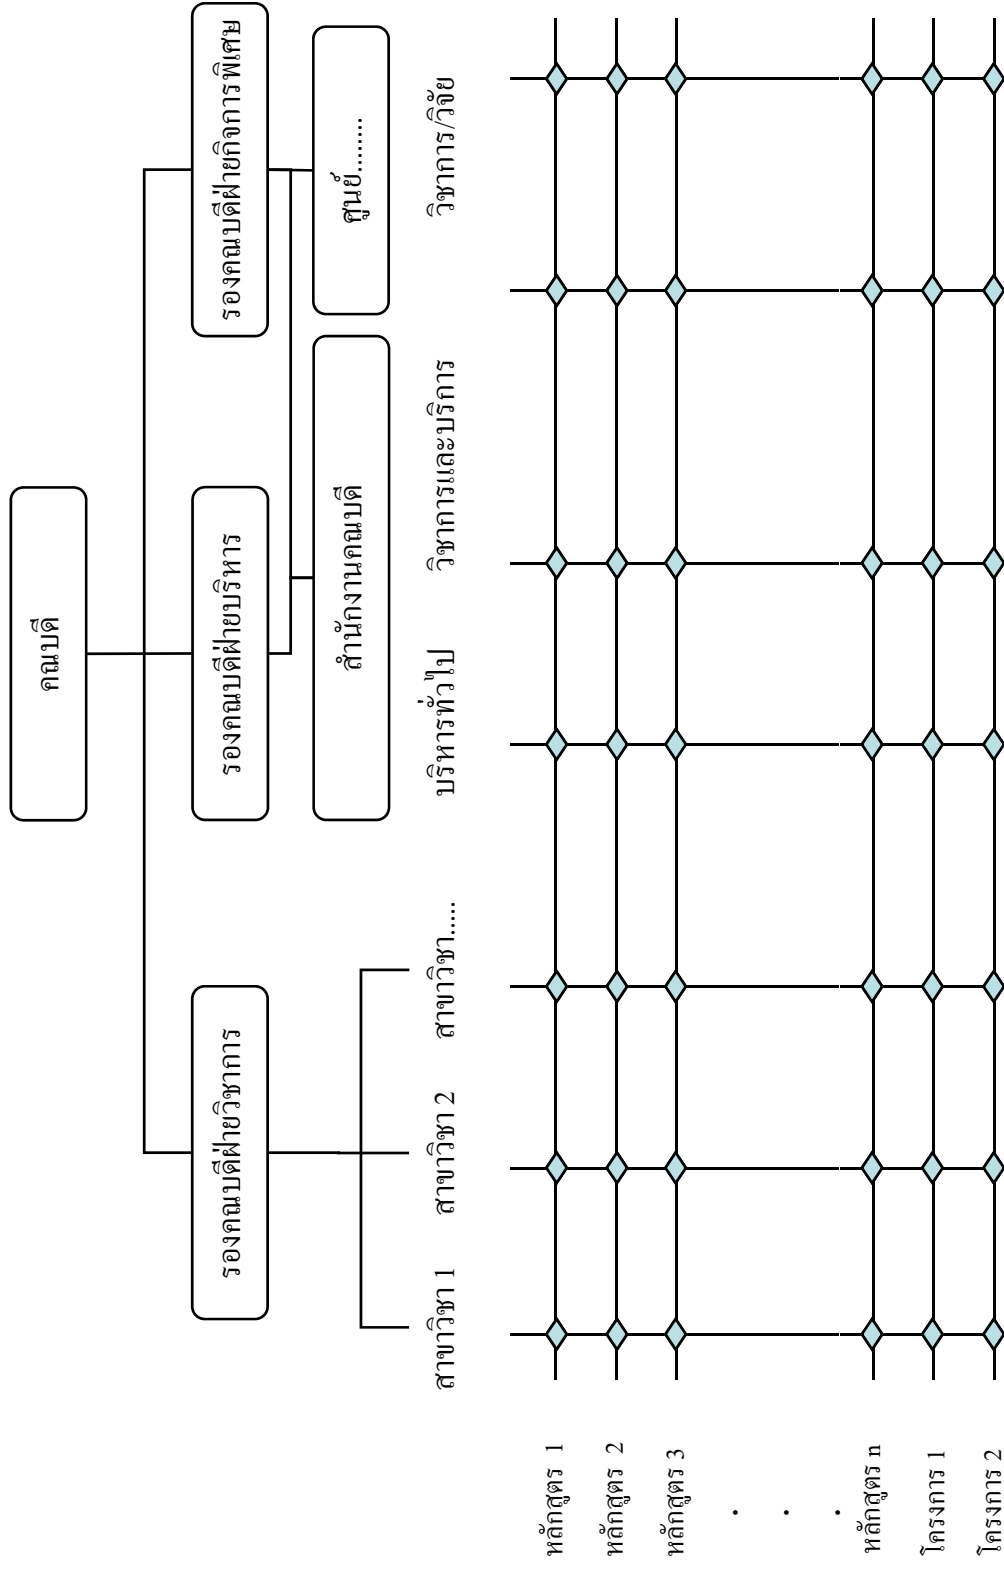 คณบดี
รองคณบดีฝ่ายวิชาการ
รองคณบดีฝ่ายบริหาร
รองคณบดีฝ่ายกิจการพิเศษ
สำนักงานคณบดี
ศูนย์........
สาขาวิชา 1
สาขาวิชา 2
สาขาวิชา.....
บริหารทั่วไป
วิชาการและบริการ
วิชาการ/วิจัย
หลักสูตร 1
หลักสูตร 2
หลักสูตร 3
.
.
.
หลักสูตร n
โครงการ 1
โครงการ 2